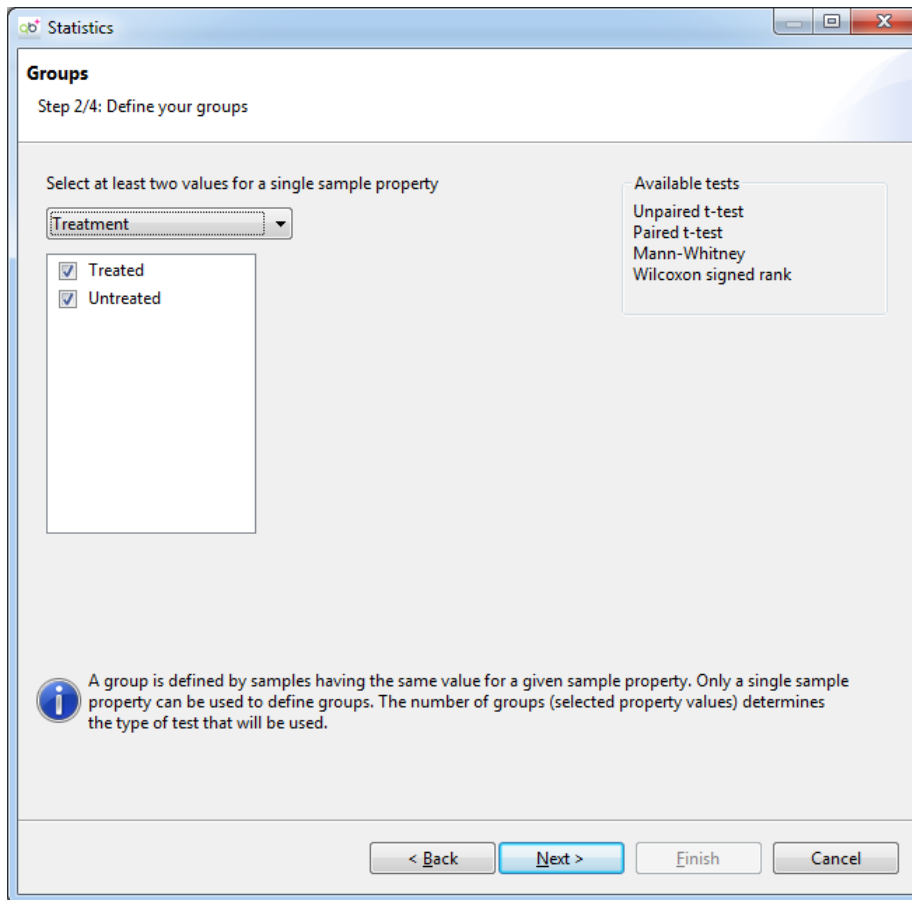 qb+ Statistics
Groups
Step 2/4: Define your groups
Select at least two values for a single sample property
Treatment
Treated
Untreated
Available tests
Unpaired t-test
Paired t-test
Mann-Whitney
Wilcoxon signed rank
A group is defined by samples having the same value for a given sample property. Only a single sample
property can be used to define groups. The number of groups (selected property values) determines
the type of test that will be used.
< Back
Next >
Finish
Cancel